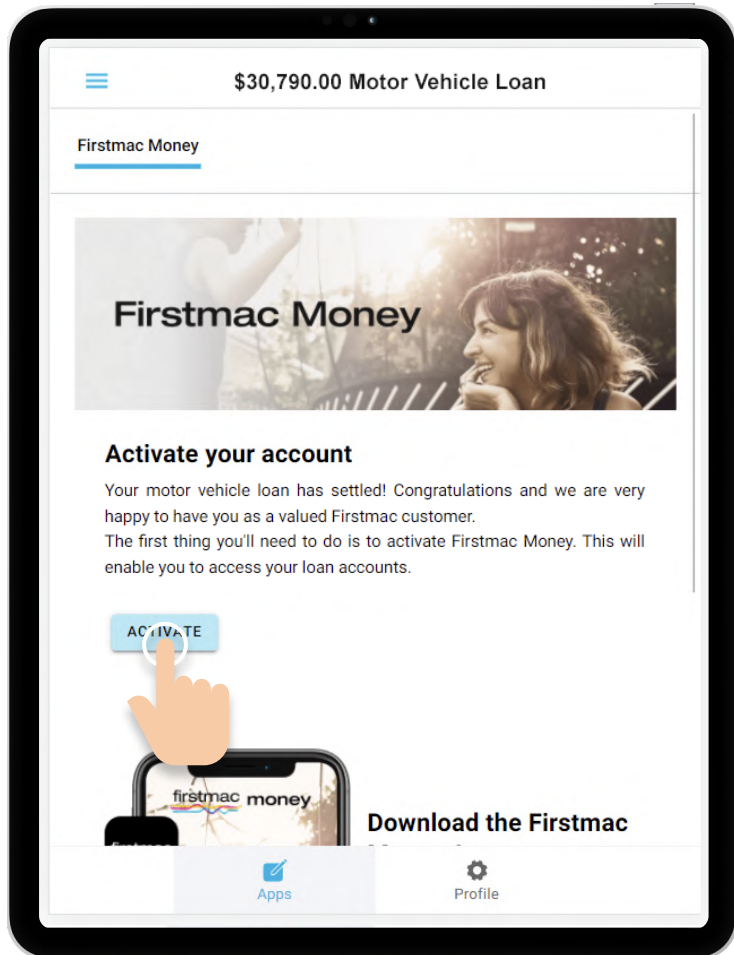 $30,790.00 Motor Vehicle Loan
Firstmac Money
Firstmac Money
Activate your account
Your motor vehicle loan has settled! Congratulations and we are very
happy to have you as a valued Firstmac customer.
The first thing you'll need to do is to activate Firstmac Money. This will
enable you to access your loan accounts.
ACTIVATE
firstmac money
Download the Firstmac
Apps
Profile